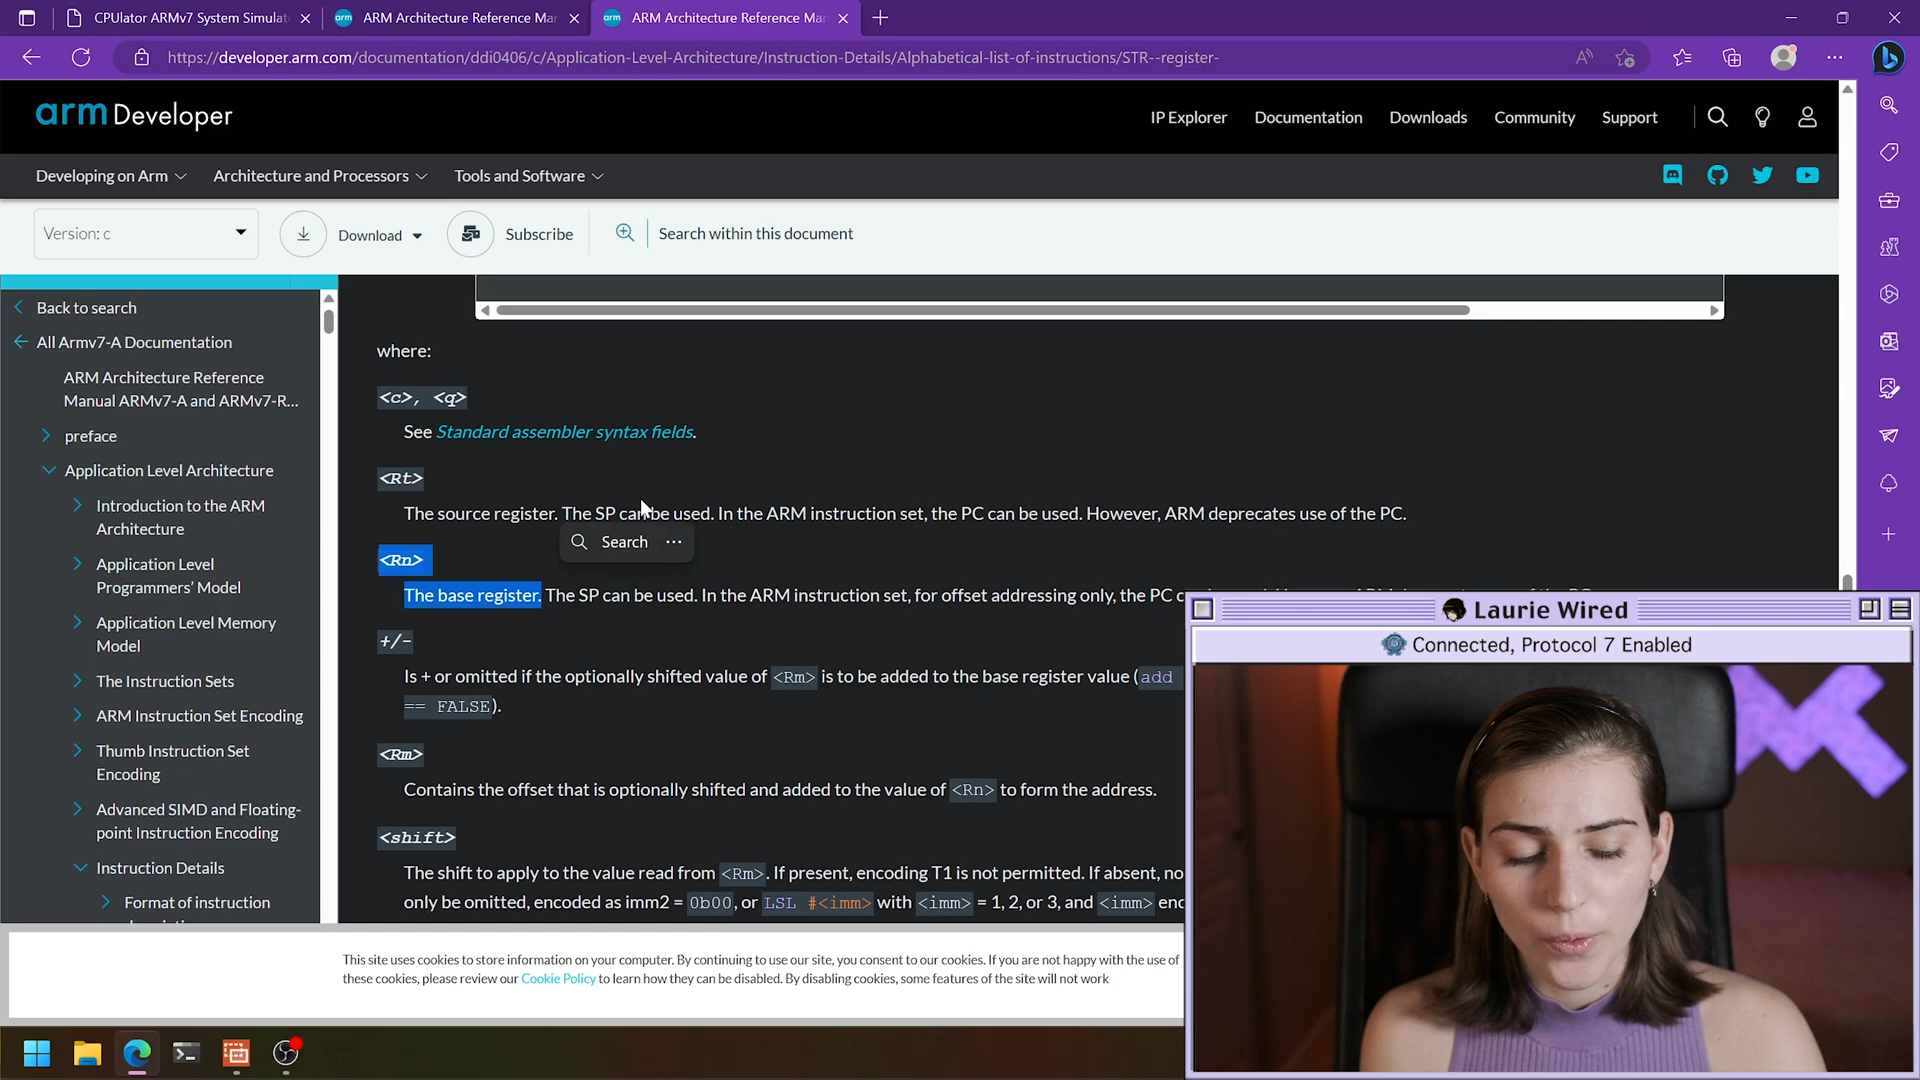 CPUlator ARMv7 System Simulat
ARM Architecture Reference Ma
ARM Architecture Reference Ma
https://developer.arm.com/documentation/ddi0406/c/Application-Level-Architecture/Instruction-Details/Alphabetical-list-of-instructions/STR--register-
arm Developer
IP Explorer
Documentation
Downloads
Community
Support
Developing on Arm
Architecture and Processors
Tools and Software
Version: c
Download
Subscribe
Search within this document
Back to search
All Armv7-A Documentation
ARM Architecture Reference
Manual ARMv7-A and ARMv7-R...
preface
Application Level Architecture
Introduction to the ARM
Architecture
Application Level
Programmers' Model
Application Level Memory
Model
The Instruction Sets
ARM Instruction Set Encoding
Thumb Instruction Set
Encoding
Advanced SIMD and Floating-
point Instruction Encoding
Instruction Details
Format of instruction
where:
<c>, <q>
See Standard assembler syntax fields.
<Rt>
The source register. The SP can be used. In the ARM instruction set, the PC can be used. However, ARM deprecates use of the PC.
Search ...
<Rn>
The base register. The SP can be used. In the ARM instruction set, for offset addressing only, the PC
+/-
Is + or omitted if the optionally shifted value of <Rm> is to be added to the base register value (add
== FALSE).
<Rm>
Contains the offset that is optionally shifted and added to the value of <Rn> to form the address.
<shift>
The shift to apply to the value read from <Rm>. If present, encoding T1 is not permitted. If absent, no
only be omitted, encoded as imm2 = 0b00, or LSL #<imm> with <imm> = 1, 2, or 3, and <imm> enc
This site uses cookies to store information on your computer. By continuing to use our site, you consent to our cookies. If you are not happy with the use of
these cookies, please review our Cookie Policy to learn how they can be disabled. By disabling cookies, some features of the site will not work
Laurie Wired
Connected, Protocol 7 Enabled